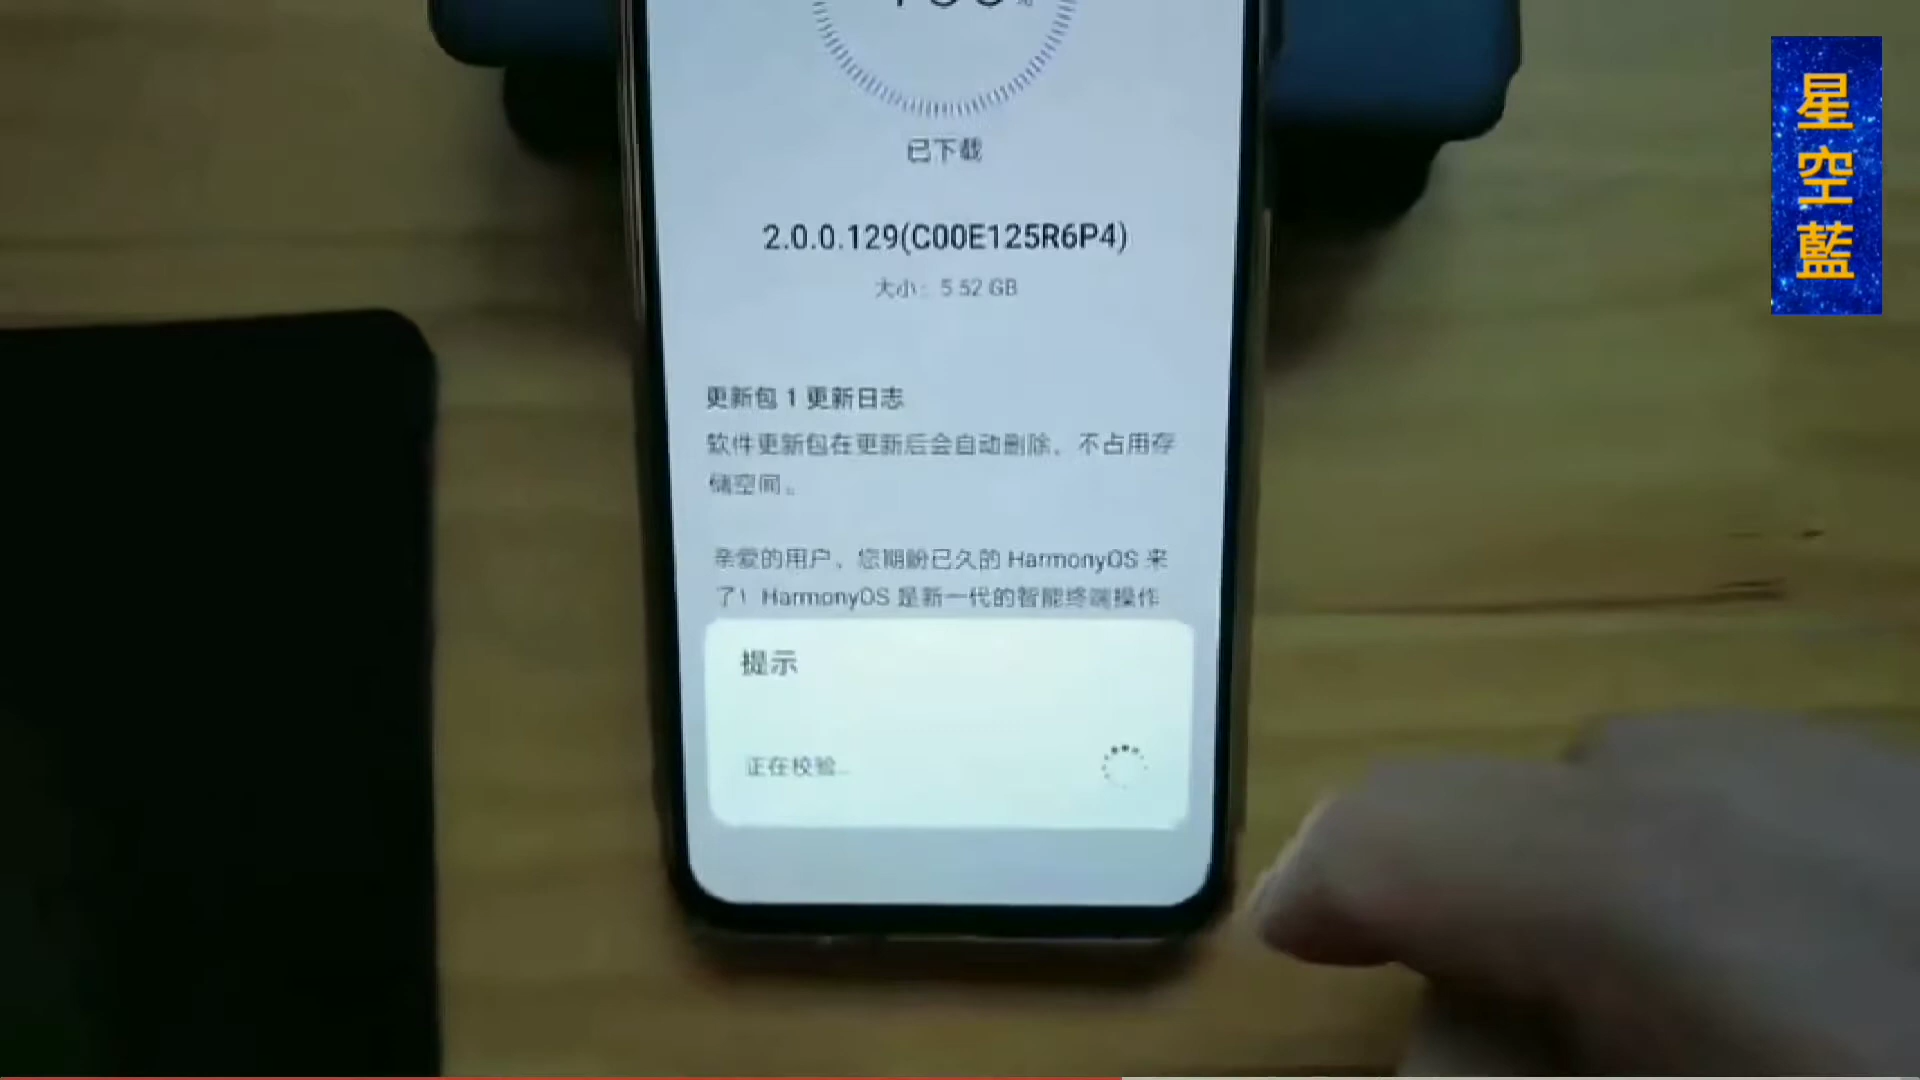 已下载
2.0.0.129(C00E125R6P4)
大小：5.52 GB
更新包 1 更新日志
软件更新包在更新后会自动删除，不占用存
储空间。
亲爱的用户，您期盼已久的 HarmonyOS 来
了！HarmonyOS 是新一代的智能终端操作
提示
正在校验...
星
空
藍